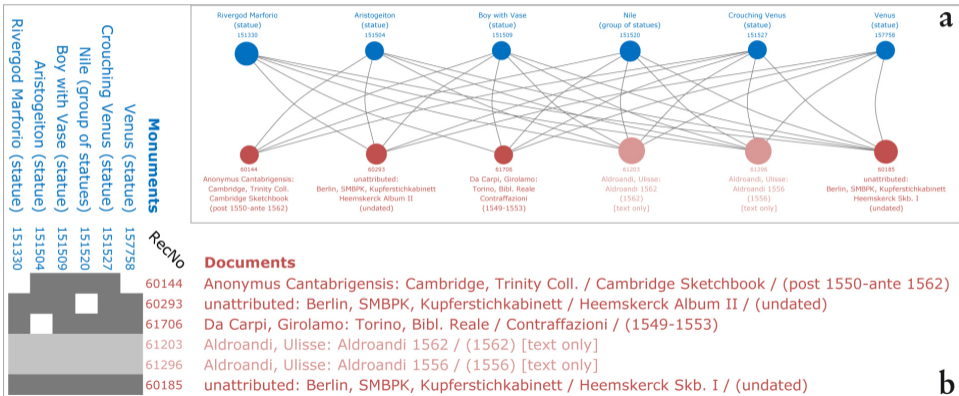 a
Rivergod Marforio
(statue)
151330
Aristogeiton
(statue)
151504
Boy with Vase
(statue)
151509
Nile
(group of statues)
151520
Crouching Venus
(statue)
151527
Venus
(statue)
157758
60144
Anonymus Cantabrigensis:
Cambridge, Trinity Coll.
Cambridge Sketchbook
(post 1550-ante 1562)
60293
unattributed:
Berlin, SMBPK, Kupferstichkabinett
Heemskerck Album II
(undated)
61706
Da Carpi, Girolamo:
Torino, Bibl. Reale
Contraffazioni
(1549-1553)
61203
Aldroandi, Ulisse:
Aldroandi 1562
(1562)
[text only]
61296
Aldroandi, Ulisse:
Aldroandi 1556
(1556)
[text only]
60185
unattributed:
Berlin, SMBPK, Kupferstichkabinett
Heemskerck Skb. I
(undated)
Rivergod Marforio (statue) 151330
Aristogeiton (statue) 151504
Boy with Vase (statue) 151509
Nile (group of statues) 151520
Crouching Venus (statue) 151527
Venus (statue) 157758
Monuments
RecNo
Documents
60144 Anonymus Cantabrigensis: Cambridge, Trinity Coll. / Cambridge Sketchbook / (post 1550-ante 1562)
60293 unattributed: Berlin, SMBPK, Kupferstichkabinett / Heemskerck Album II / (undated)
61706 Da Carpi, Girolamo: Torino, Bibl. Reale / Contraffazioni / (1549-1553)
61203 Aldroandi, Ulisse: Aldroandi 1562 / (1562) [text only]
61296 Aldroandi, Ulisse: Aldroandi 1556 / (1556) [text only]
60185 unattributed: Berlin, SMBPK, Kupferstichkabinett / Heemskerck Skb. I / (undated)
b